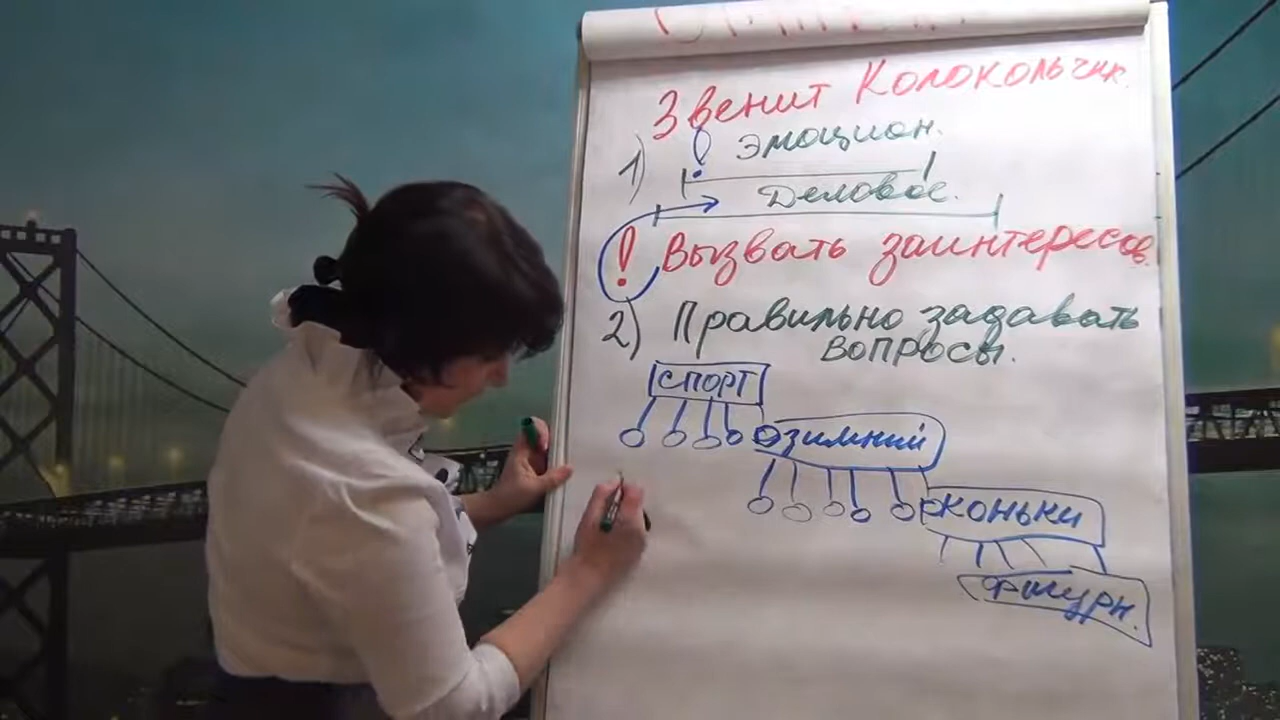 Звенит Колокольчик
1) эмоцион.
Деловое.
! Вызвать заинтересов.
2) Правильно задавать
вопросы.
спорт
зимний
коньки
фигурн.